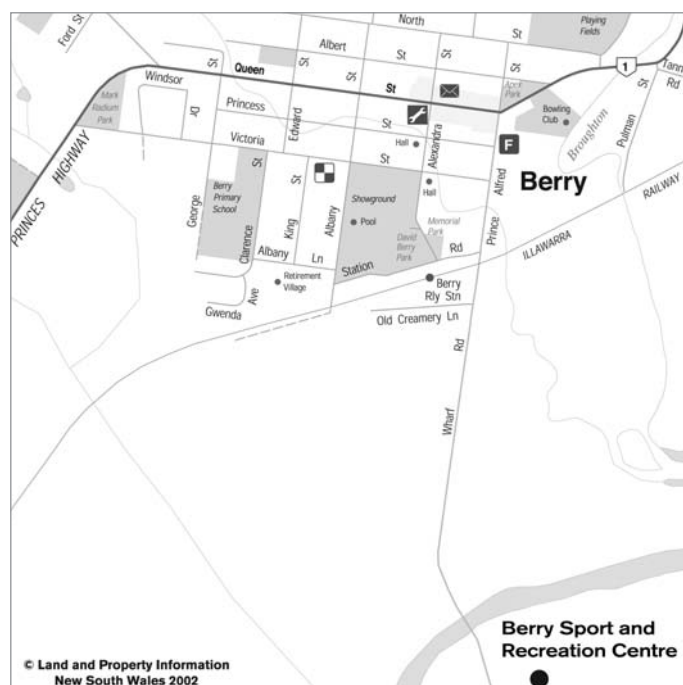 North
St
Playing
Fields
Ford St
Albert
St
St
St
St
St
St
1
Tann
Rd
Queen
St
Windsor
April
Park
Mark
Radium
Park
Dr
Princess
St
Edward
Hall
Alexandra
Bowling
Club
Broughton
Pulman
St
Victoria
St
F
PRINCES HIGHWAY
George
Berry
Primary
School
St
St
King
Clarence
Albany
Showground
Pool
Hall
Alfred
Prince
Berry
Memorial
Park
David
Berry
Park
Rd
ILLAWARRA
RAILWAY
Albany
Ln
Station
Retirement
Village
Ave
Gwenda
Berry
Rly Stn
Old Creamery Ln
Rd
Wharf
Berry Sport and
Recreation Centre
© Land and Property Information
New South Wales 2002